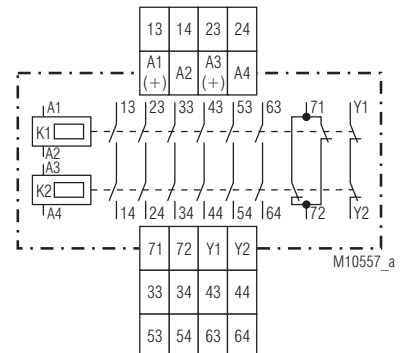 13 14 23 24
A1 (+) A2 A3 (+) A4
A1 13 23 33 43 53 63 71 Y1
K1
A2
A3
K2
A4 14 24 34 44 54 64 72 Y2
71 72 Y1 Y2
M10557_a
33 34 43 44
53 54 63 64